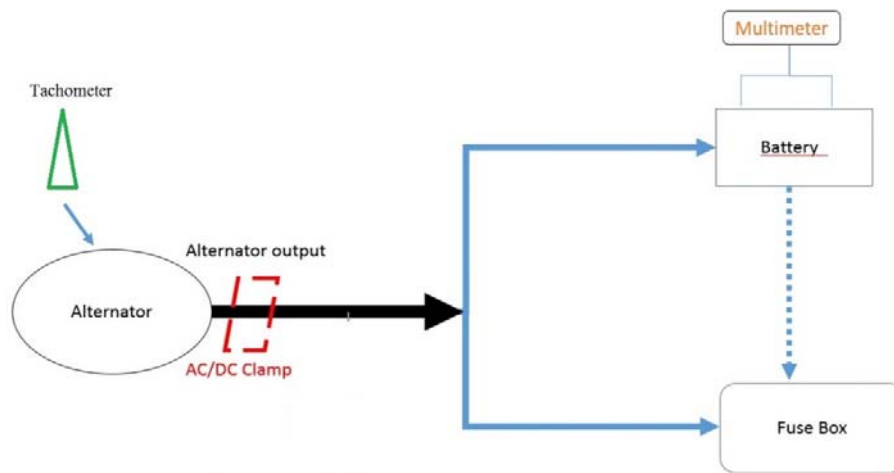 Multimeter
Tachometer
Battery
Alternator output
Alternator
AC/DC Clamp
Fuse Box